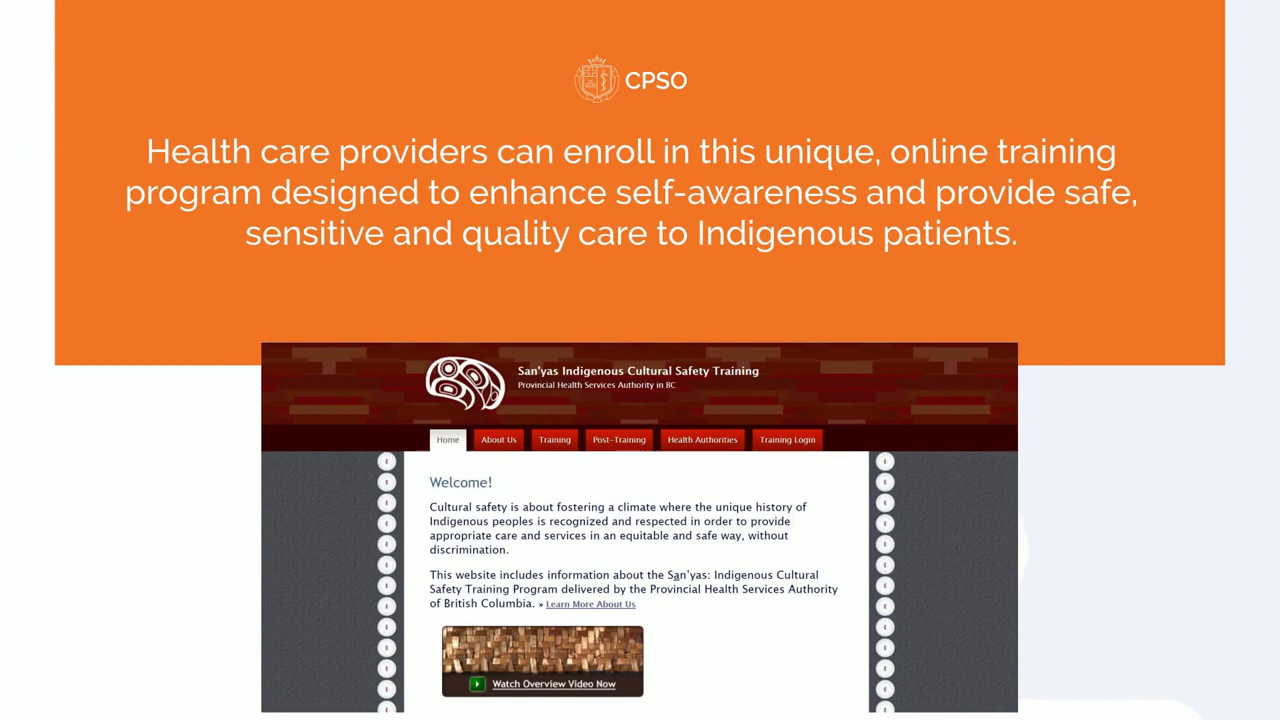 CPSO
Health care providers can enroll in this unique, online training
program designed to enhance self-awareness and provide safe,
sensitive and quality care to Indigenous patients.
San'yas Indigenous Cultural Safety Training
Provincial Health Services Authority in BC
Home About Us Training Post-Training Health Authorities Training Login
Welcome!
Cultural safety is about fostering a climate where the unique history of
Indigenous peoples is recognized and respected in order to provide
appropriate care and services in an equitable and safe way, without
discrimination.
This website includes information about the San'yas: Indigenous Cultural
Safety Training Program delivered by the Provincial Health Services Authority
of British Columbia. » Learn More About Us
Watch Overview Video Now